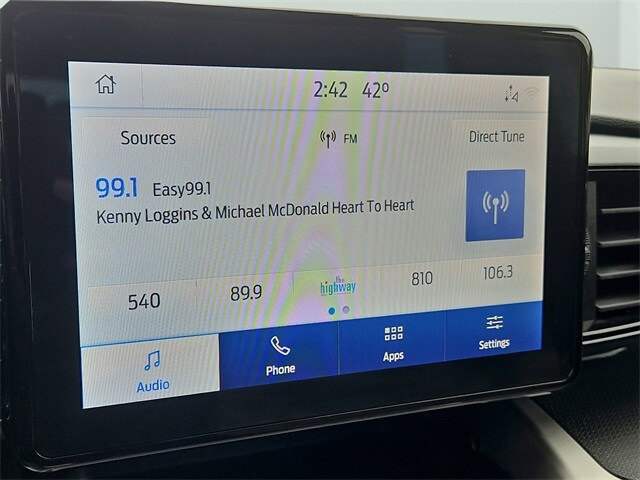 2:42 42°
Sources
FM
Direct Tune
99.1 Easy99.1
Kenny Loggins & Michael McDonald Heart To Heart
540
89.9
the
highway
810
106.3
Audio
Phone
Apps
Settings